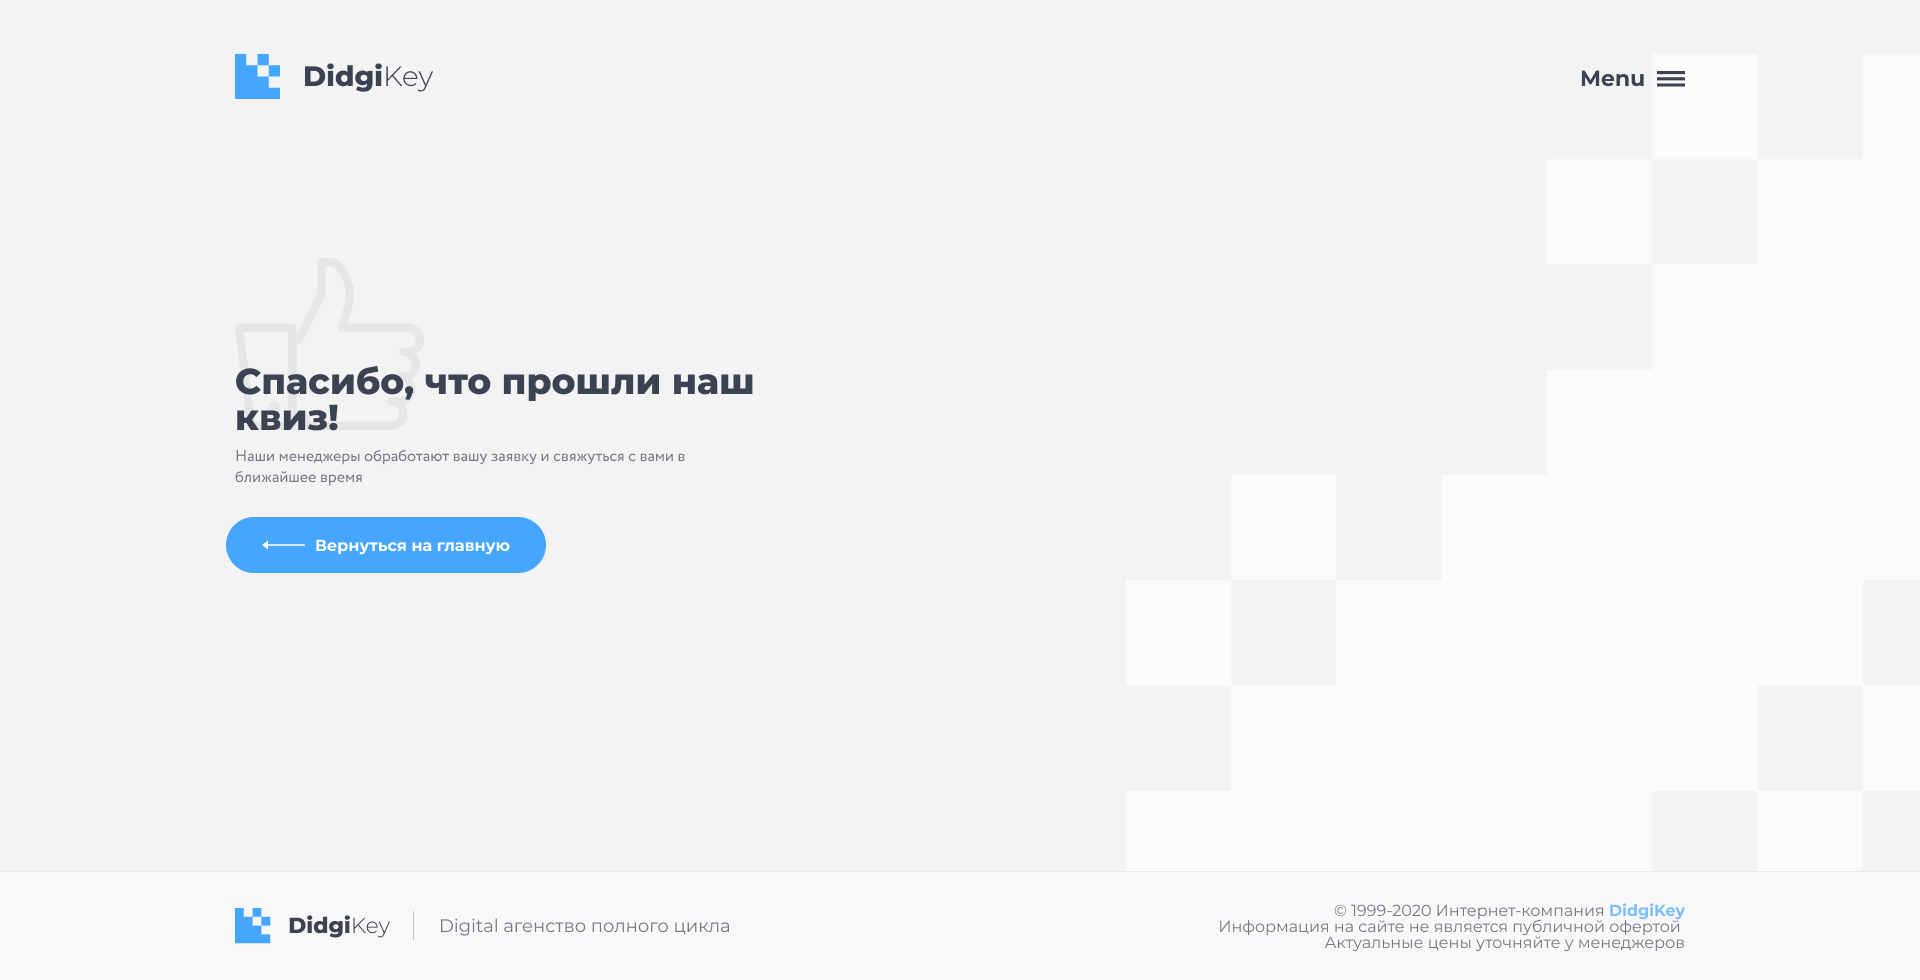 DidgiKey
Menu
Спасибо, что прошли наш
квиз!
Наши менеджеры обработают вашу заявку и свяжуться с вами в
ближайшее время
Вернуться на главную
DidgiKey
Digital агенство полного цикла
© 1999-2020 Интернет-компания DidgiKey
Информация на сайте не является публичной офертой
Актуальные цены уточняйте у менеджеров